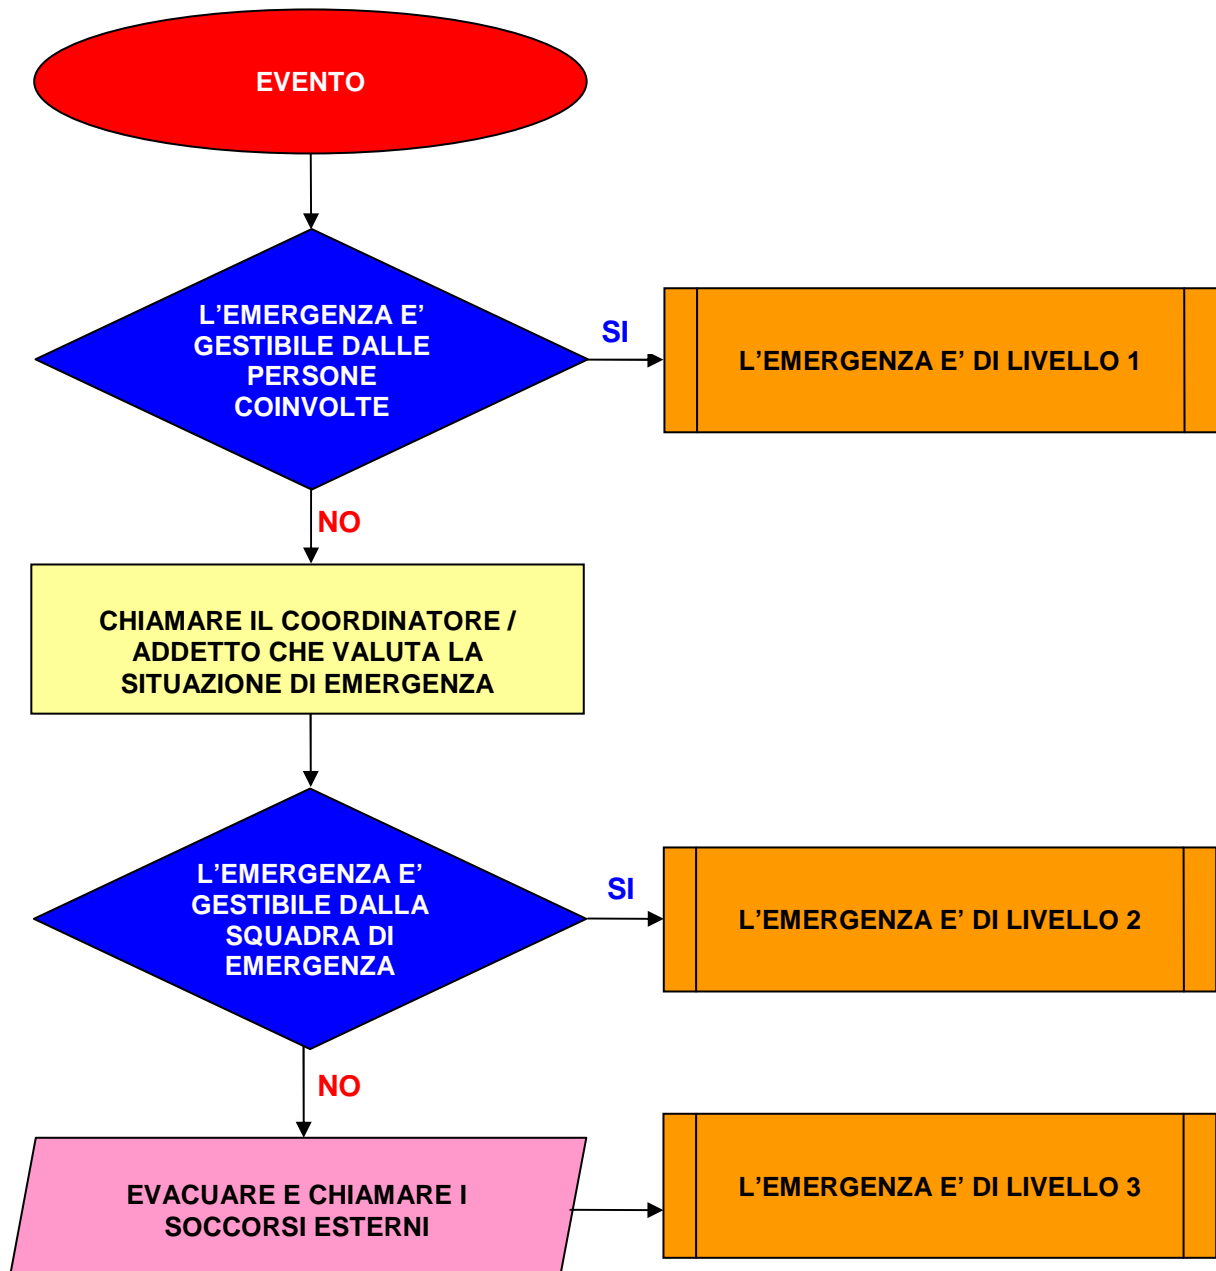 EVENTO
L’EMERGENZA E’
GESTIBILE DALLE
PERSONE
COINVOLTE
SI
L’EMERGENZA E’ DI LIVELLO 1
NO
CHIAMARE IL COORDINATORE /
ADDETTO CHE VALUTA LA
SITUAZIONE DI EMERGENZA
L’EMERGENZA E’
GESTIBILE DALLA
SQUADRA DI
EMERGENZA
SI
L’EMERGENZA E’ DI LIVELLO 2
NO
EVACUARE E CHIAMARE I
SOCCORSI ESTERNI
L’EMERGENZA E’ DI LIVELLO 3